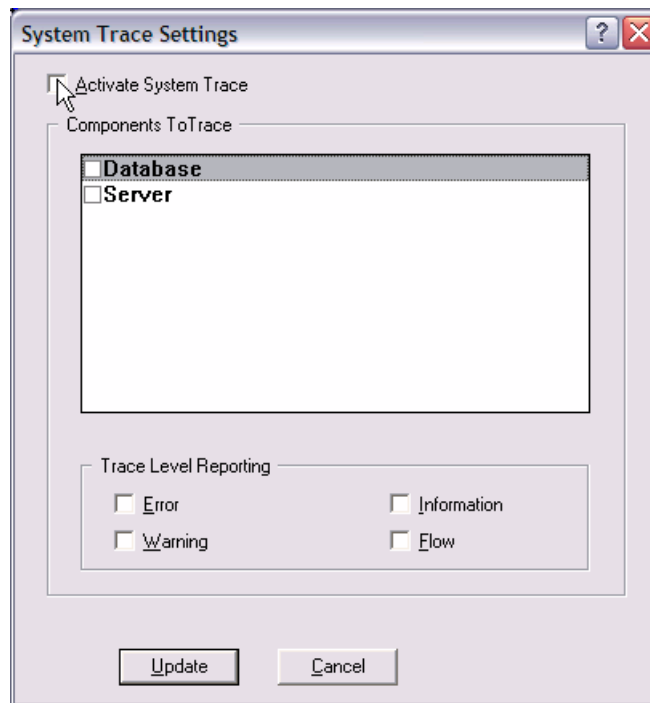 System Trace Settings
Activate System Trace
Components ToTrace
Database
Server
Trace Level Reporting
Error Information
Warning Flow
Update Cancel